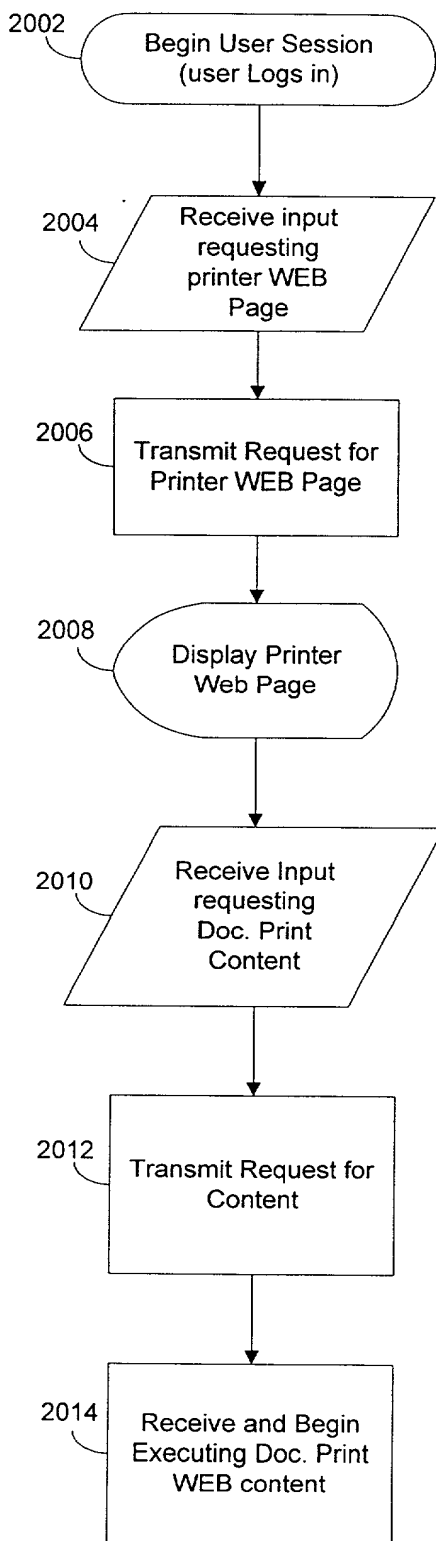 2002
Begin User Session
(user Logs in)
2004
Receive input
requesting
printer WEB
Page
2006
Transmit Request for
Printer WEB Page
2008
Display Printer
Web Page
2010
Receive Input
requesting
Doc. Print
Content
2012
Transmit Request for
Content
2014
Receive and Begin
Executing Doc. Print
WEB content